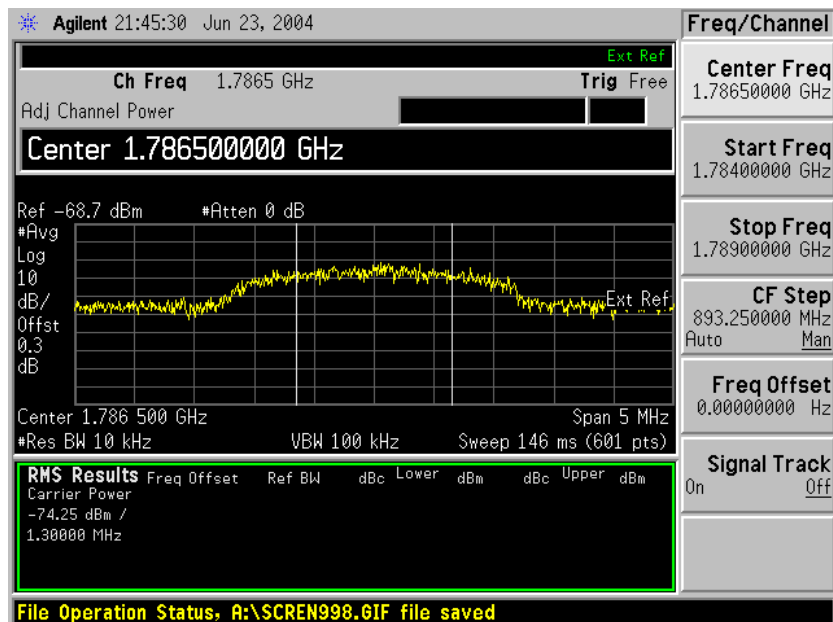 Agilent 21:45:30 Jun 23, 2004
Ext Ref
Ch Freq 1.7865 GHz Trig Free
Adj Channel Power
Center 1.786500000 GHz
Ref -68.7 dBm #Atten 0 dB
#Avg
Log
10
dB/
Offst
0.3
dB
Ext Ref
Center 1.786 500 GHz Span 5 MHz
#Res BW 10 kHz VBW 100 kHz Sweep 146 ms (601 pts)
RMS Results Freq Offset Ref BW dBc Lower dBm dBc Upper dBm
Carrier Power
-74.25 dBm /
1.30000 MHz
File Operation Status, A:\SCREN998.GIF file saved
Freq/Channel
Center Freq
1.78650000 GHz
Start Freq
1.78400000 GHz
Stop Freq
1.78900000 GHz
CF Step
893.250000 MHz
Auto Man
Freq Offset
0.00000000 Hz
Signal Track
On Off